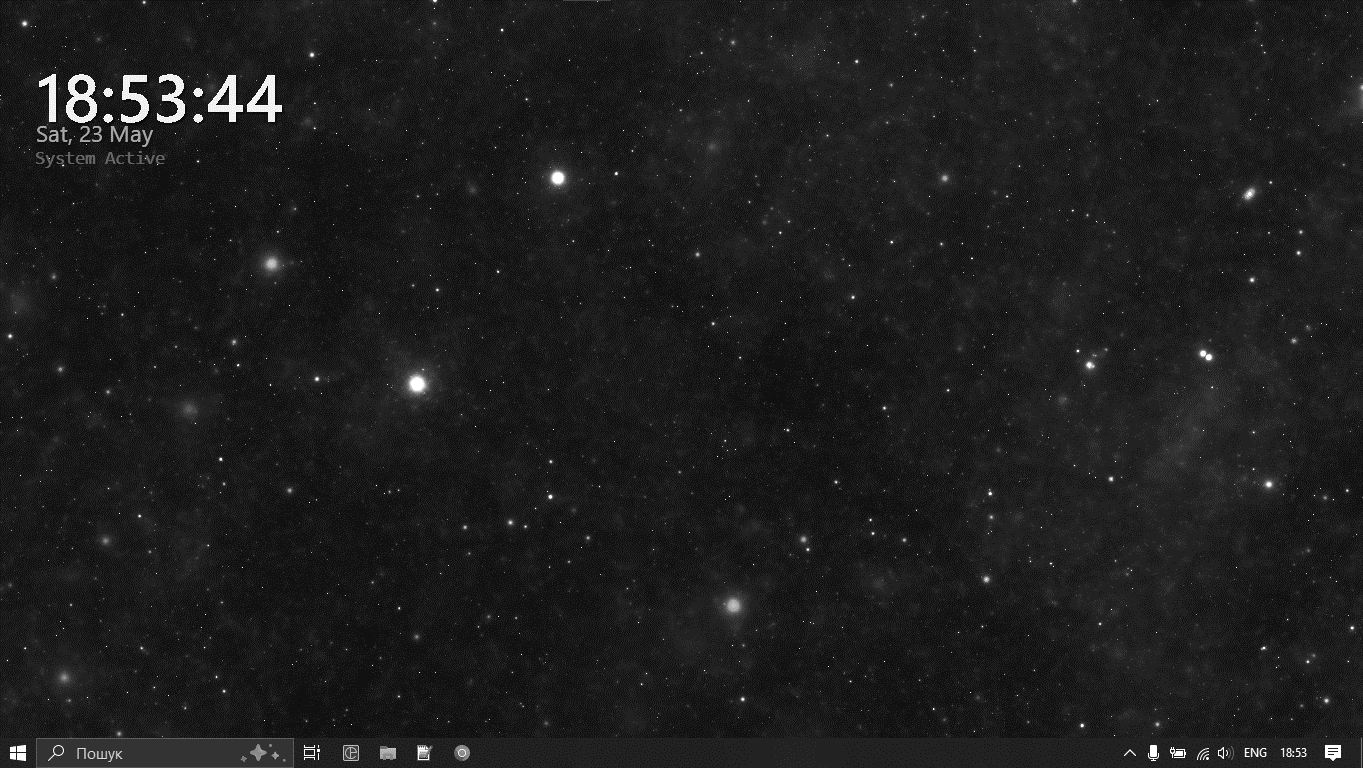 18:53:44
Sat, 23 May
System Active
Пошук
ENG
18:53